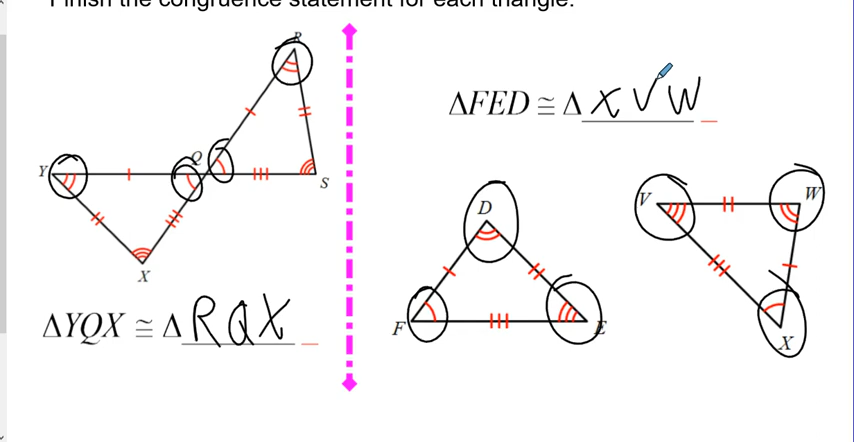 Finish the congruence statement for each triangle.
R
Y
Q
S
X
ΔYQX ≅ Δ RQX
ΔFED ≅ Δ XVW
D
F
E
V
W
X